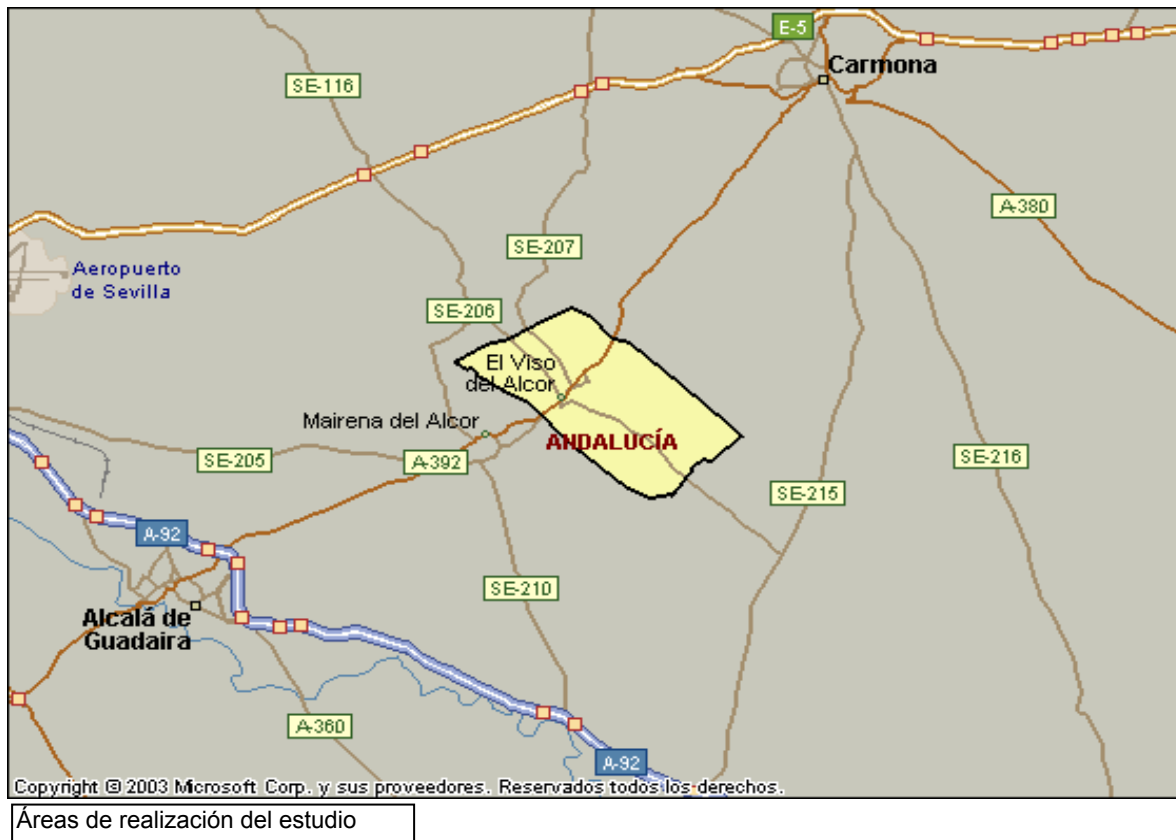 E-5
Carmona
SE-116
A-380
SE-207
Aeropuerto
de Sevilla
SE-206
El Viso
del Alcor
Mairena del Alcor
ANDALUCÍA
SE-205
A-392
SE-216
SE-215
A-92
SE-210
Alcalá de
Guadaira
A-360
A-92
Copyright © 2003 Microsoft Corp. y sus proveedores. Reservados todos los derechos.
Áreas de realización del estudio